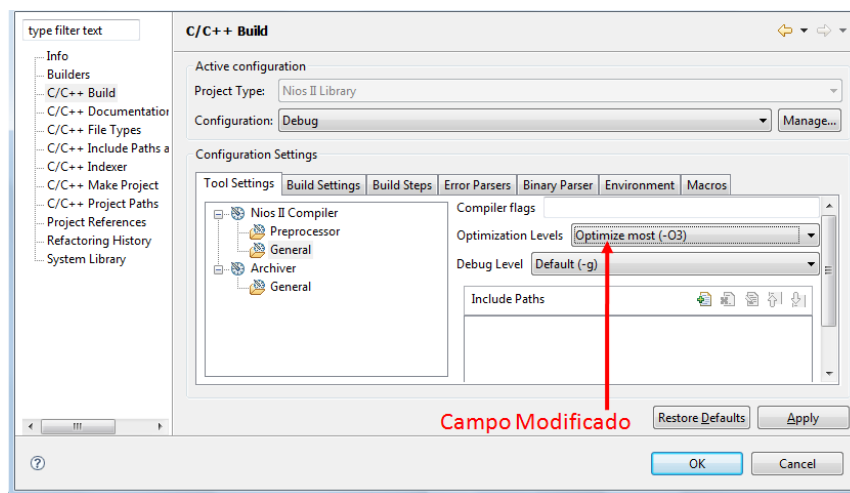 type filter text
Info
Builders
C/C++ Build
C/C++ Documentation
C/C++ File Types
C/C++ Include Paths a
C/C++ Indexer
C/C++ Make Project
C/C++ Project Paths
Project References
Refactoring History
System Library
C/C++ Build
Active configuration
Project Type: Nios II Library
Configuration: Debug Manage...
Configuration Settings
Tool Settings Build Settings Build Steps Error Parsers Binary Parser Environment Macros
Nios II Compiler
Preprocessor
General
Archiver
General
Compiler flags
Optimization Levels Optimize most (-O3)
Debug Level Default (-g)
Include Paths
Campo Modificado
Restore Defaults Apply
OK Cancel